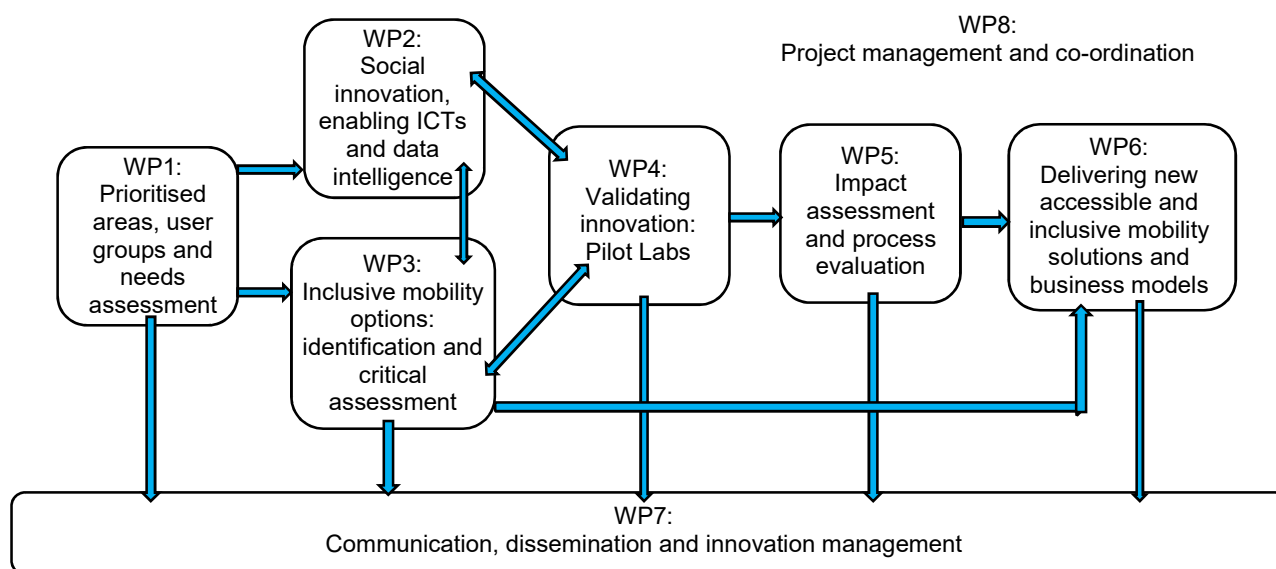 WP8:
Project management and co-ordination
WP2:
Social
innovation,
enabling ICTs
and data
intelligence
WP1:
Prioritised
areas, user
groups and
needs
assessment
WP3:
Inclusive mobility
options:
identification and
critical
assessment
WP4:
Validating
innovation:
Pilot Labs
WP5:
Impact
assessment
and process
evaluation
WP6:
Delivering new
accessible and
inclusive mobility
solutions and
business models
WP7:
Communication, dissemination and innovation management